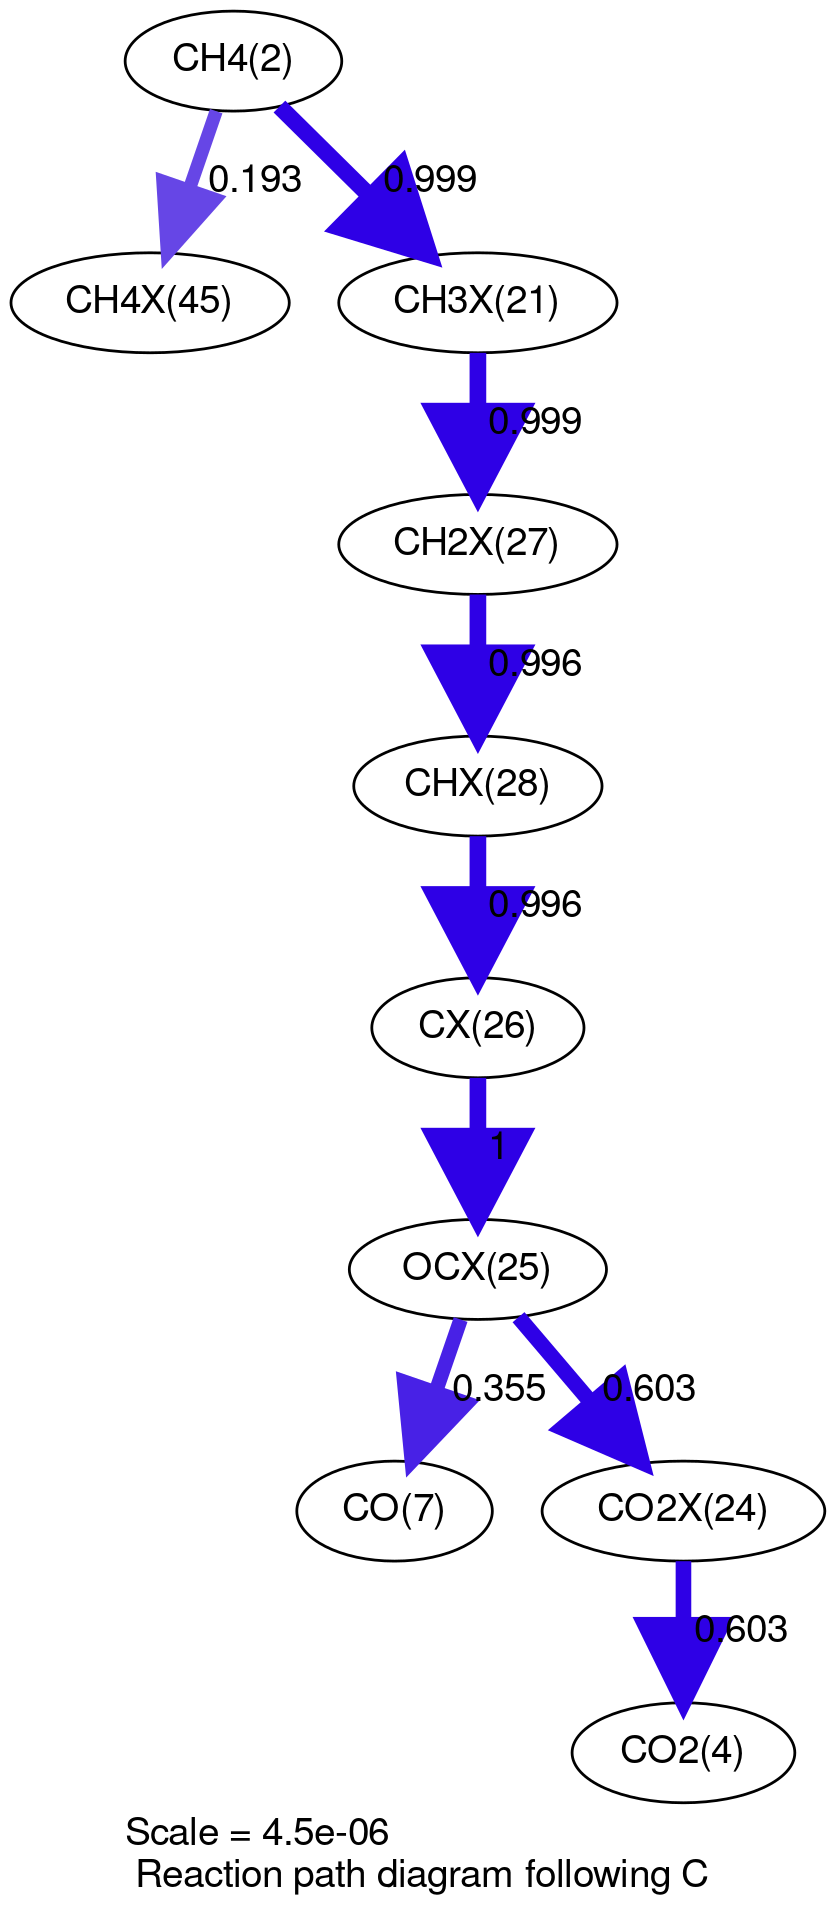 CH4(2)
0.193
0.999
CH4X(45)
CH3X(21)
0.999
CH2X(27)
0.996
CHX(28)
0.996
CX(26)
1
OCX(25)
0.355
0.603
CO(7)
CO2X(24)
0.603
CO2(4)
Scale = 4.5e-06
Reaction path diagram following C